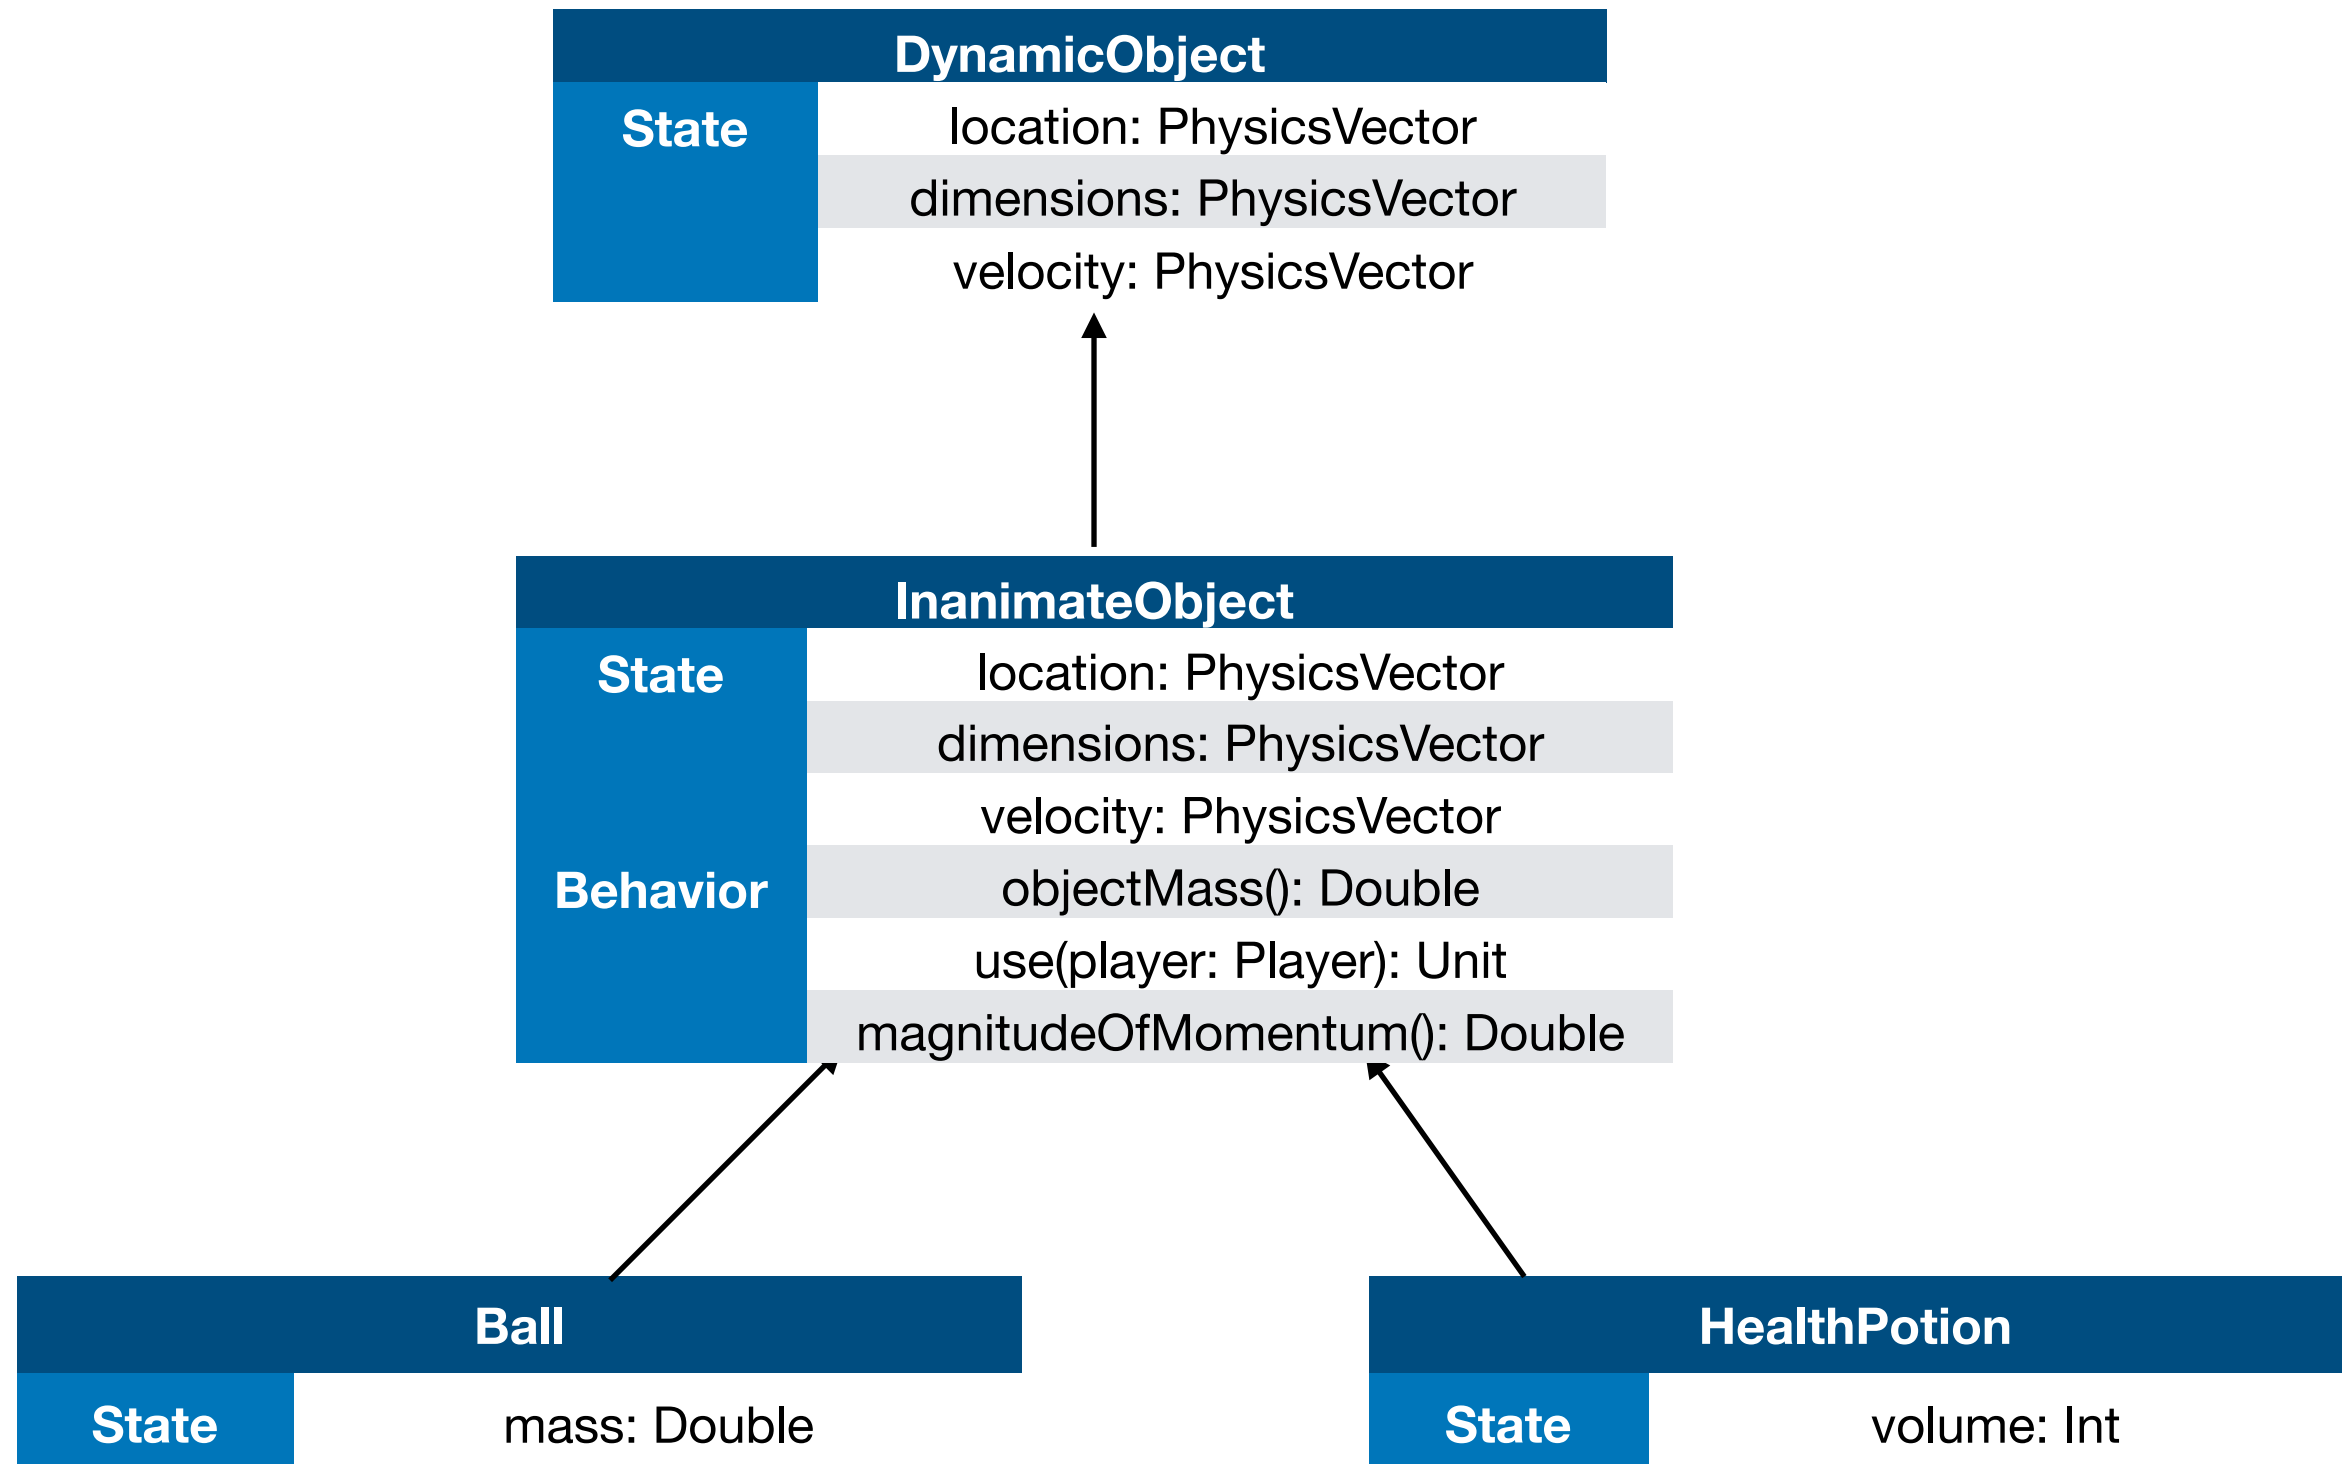 DynamicObject
State
location: PhysicsVector
dimensions: PhysicsVector
velocity: PhysicsVector
InanimateObject
State
location: PhysicsVector
dimensions: PhysicsVector
velocity: PhysicsVector
Behavior
objectMass(): Double
use(player: Player): Unit
magnitudeOfMomentum(): Double
Ball
State
mass: Double
HealthPotion
State
volume: Int